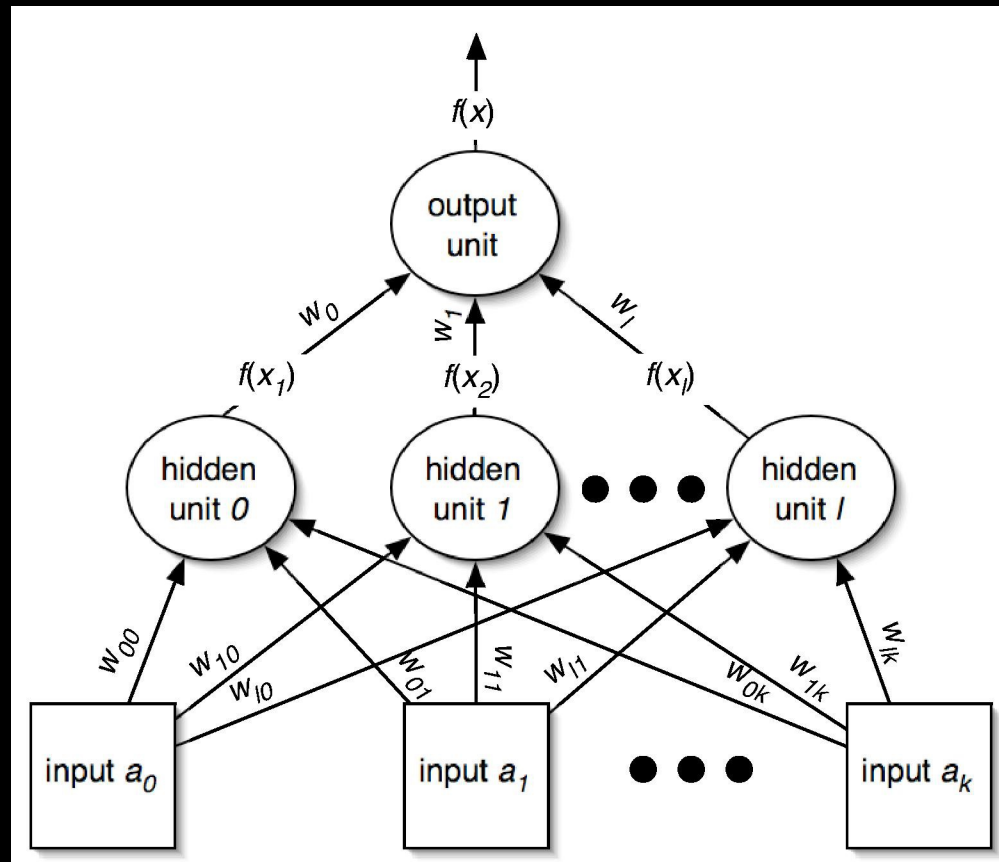 f(x)
output
unit
w0
w1
wl
f(x1)
f(x2)
f(xl)
hidden
unit 0
hidden
unit 1
hidden
unit l
w00
w10
wl0
w01
w11
wl1
w0k
w1k
wlk
input a0
input a1
input ak